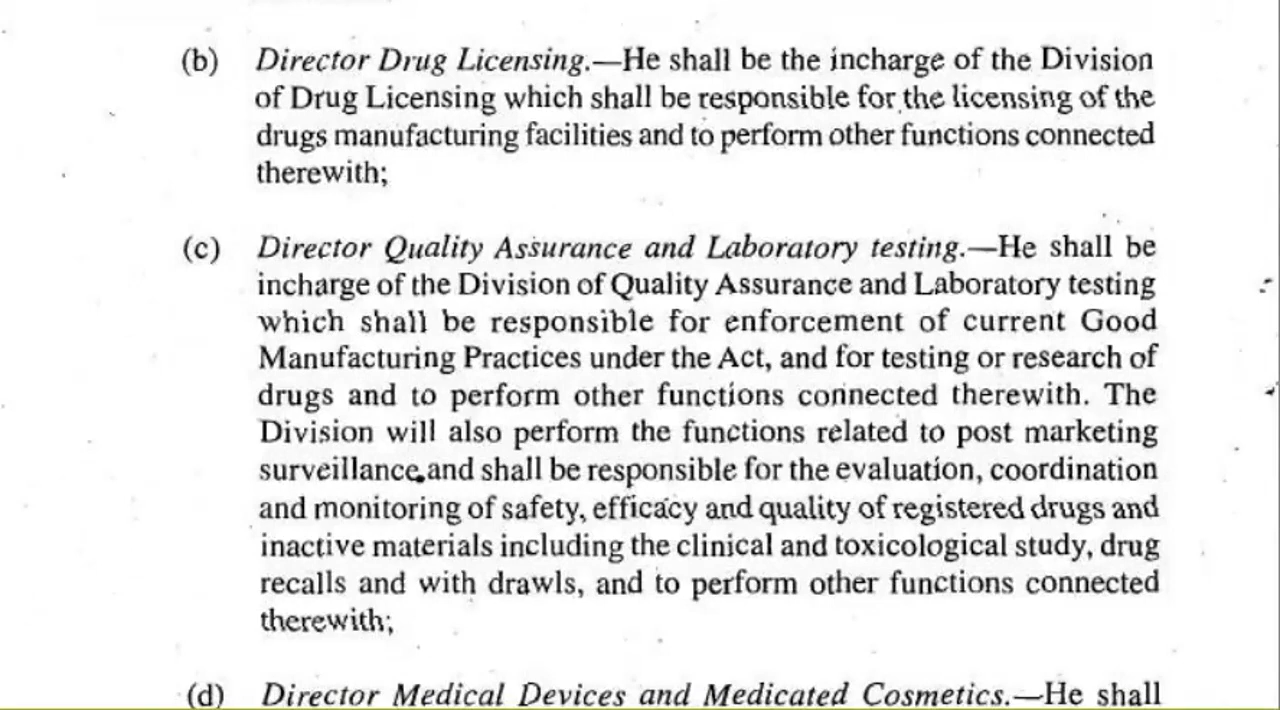 (b) Director Drug Licensing.—He shall be the incharge of the Division
of Drug Licensing which shall be responsible for the licensing of the
drugs manufacturing facilities and to perform other functions connected
therewith;
(c) Director Quality Assurance and Laboratory testing.—He shall be
incharge of the Division of Quality Assurance and Laboratory testing
which shall be responsible for enforcement of current Good
Manufacturing Practices under the Act, and for testing or research of
drugs and to perform other functions connected therewith. The
Division will also perform the functions related to post marketing
surveillance and shall be responsible for the evaluation, coordination
and monitoring of safety, efficacy and quality of registered drugs and
inactive materials including the clinical and toxicological study, drug
recalls and with drawls, and to perform other functions connected
therewith;
(d) Director Medical Devices and Medicated Cosmetics.—He shall